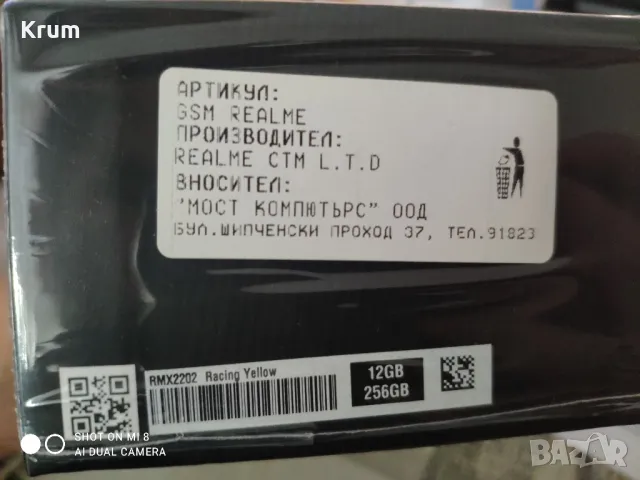 Krum
АРТИКУЛ:
GSM REALME
ПРОИЗВОДИТЕЛ:
REALME CTM L.T.D
ВНОСИТЕЛ:
"МОСТ КОМПЮТЪРС" ООД
БУЛ.ШИПЧЕНСКИ ПРОХОД 37, ТЕЛ.91823
RMX2202 Racing Yellow
12GB
256GB
SHOT ON MI 8
AI DUAL CAMERA
BAZAR